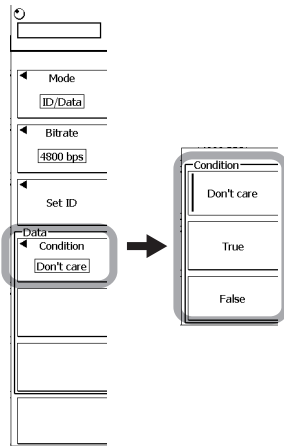 Mode
ID/Data
Bitrate
4800 bps
Set ID
Data
Condition
Don't care
Condition
Don't care
True
False